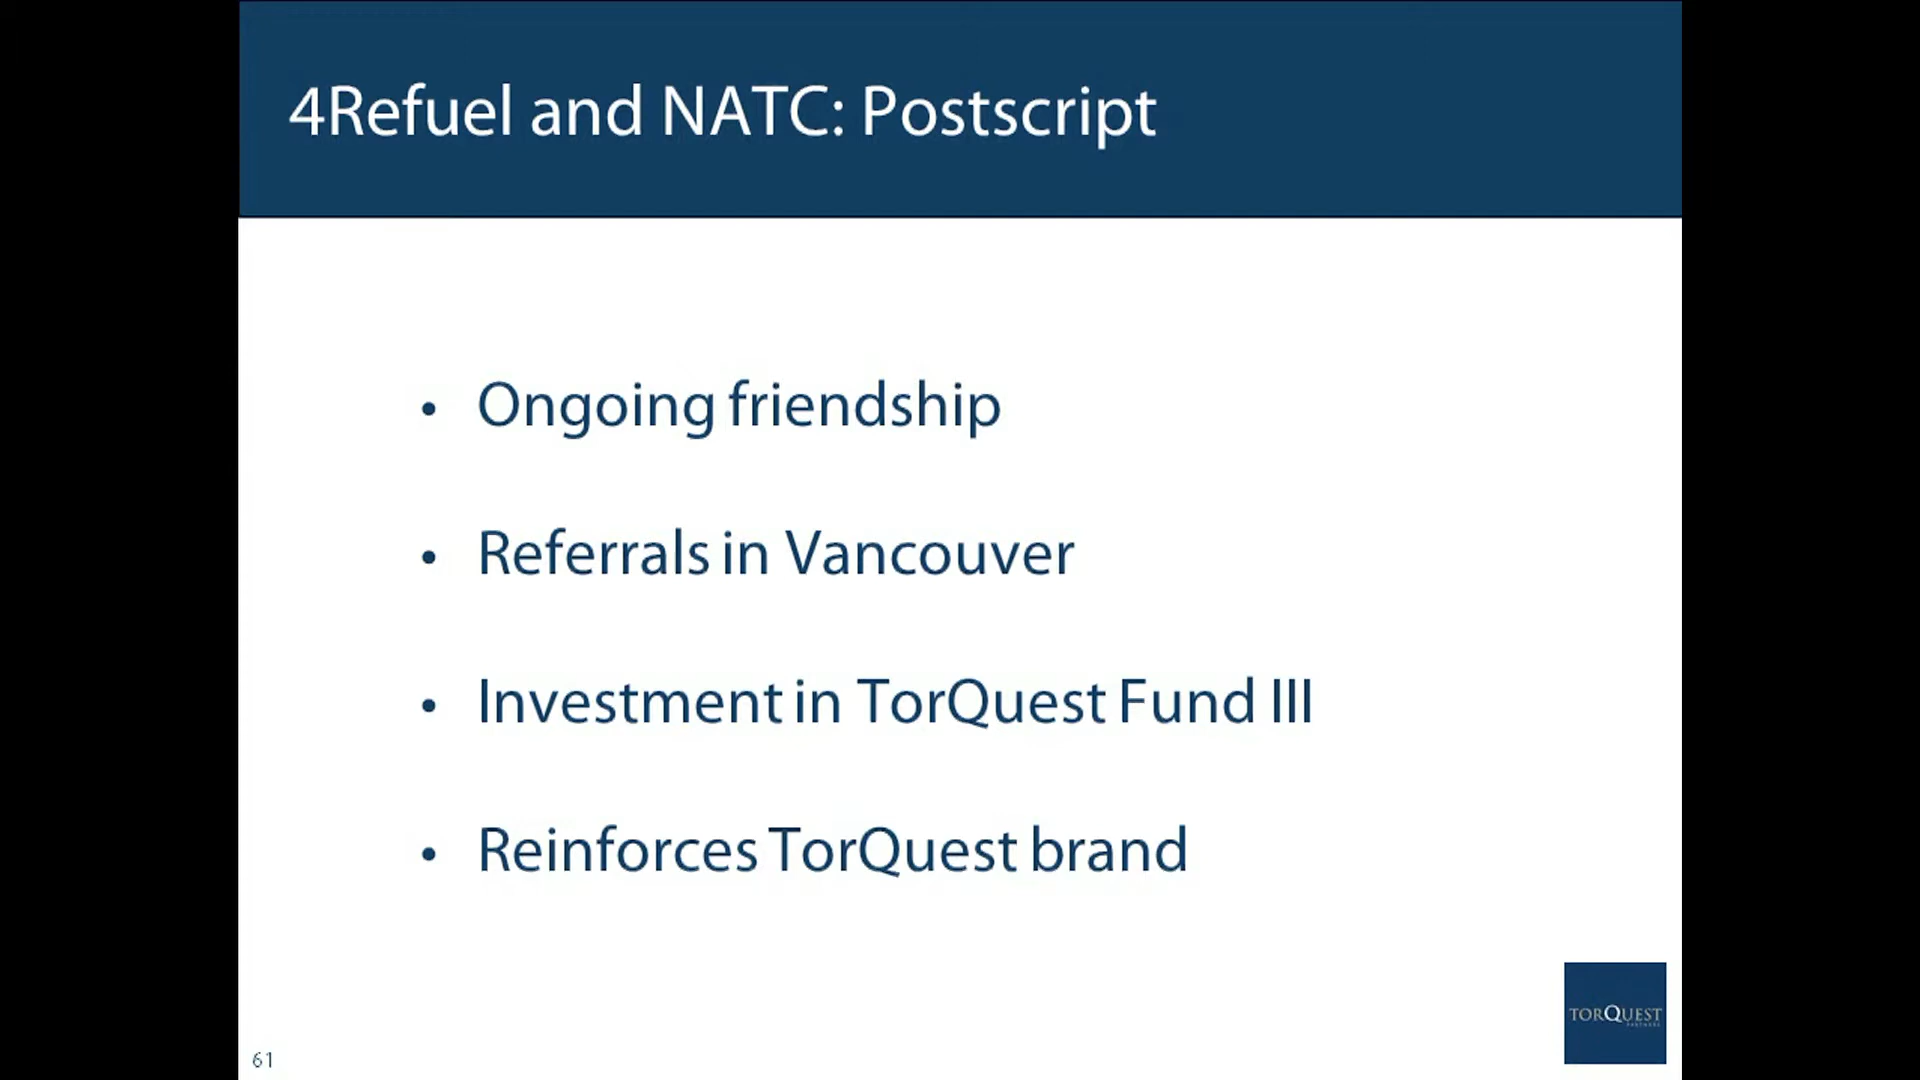 4Refuel and NATC: Postscript
• Ongoing friendship
• Referrals in Vancouver
• Investment in TorQuest Fund III
• Reinforces TorQuest brand
TORQUEST
PARTNERS
61